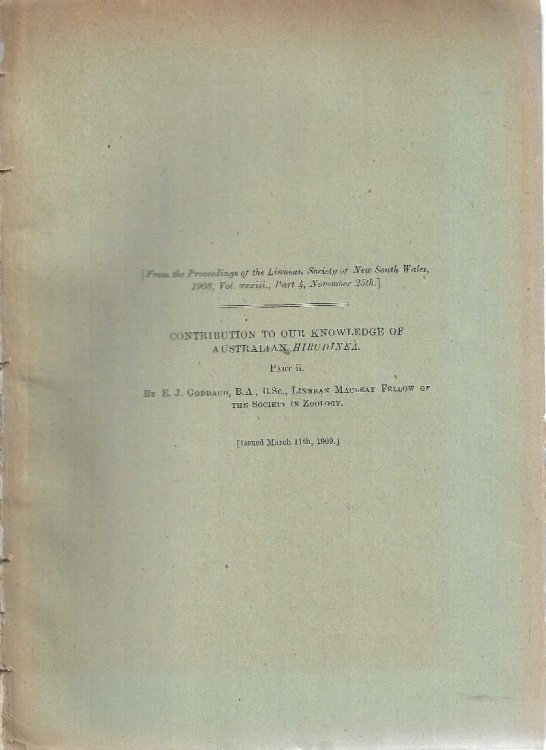 [From the Proceedings of the Linnean Society of New South Wales,
1908, Vol. xxxiii., Part 4, November 25th.]
CONTRIBUTION TO OUR KNOWLEDGE OF
AUSTRALIAN HIRUDINEA.
PART ii.
BY E. J. GODDARD, B.A., B.SC., LINNEAN MACLEAY FELLOW OF
THE SOCIETY IN ZOOLOGY.
[Issued March 11th, 1909.]